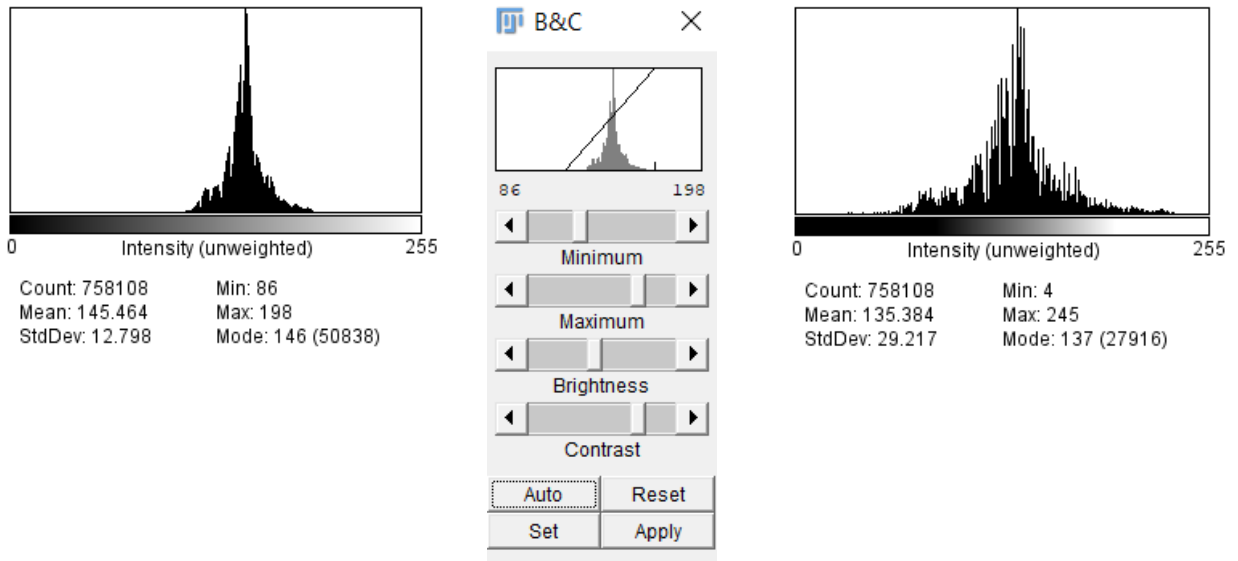 0 Intensity (unweighted) 255
Count: 758108 Min: 86
Mean: 145.464 Max: 198
StdDev: 12.798 Mode: 146 (50838)
B&C
86 198
Minimum
Maximum
Brightness
Contrast
Auto Reset
Set Apply
0 Intensity (unweighted) 255
Count: 758108 Min: 4
Mean: 135.384 Max: 245
StdDev: 29.217 Mode: 137 (27916)